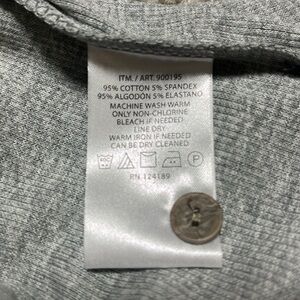 ITM. / ART. 900195
95% COTTON 5% SPANDEX
95% ALGODÓN 5% ELASTANO
MACHINE WASH WARM
ONLY NON-CHLORINE
BLEACH IF NEEDED
LINE DRY
WARM IRON IF NEEDED
CAN BE DRY CLEANED
P
RN 124189